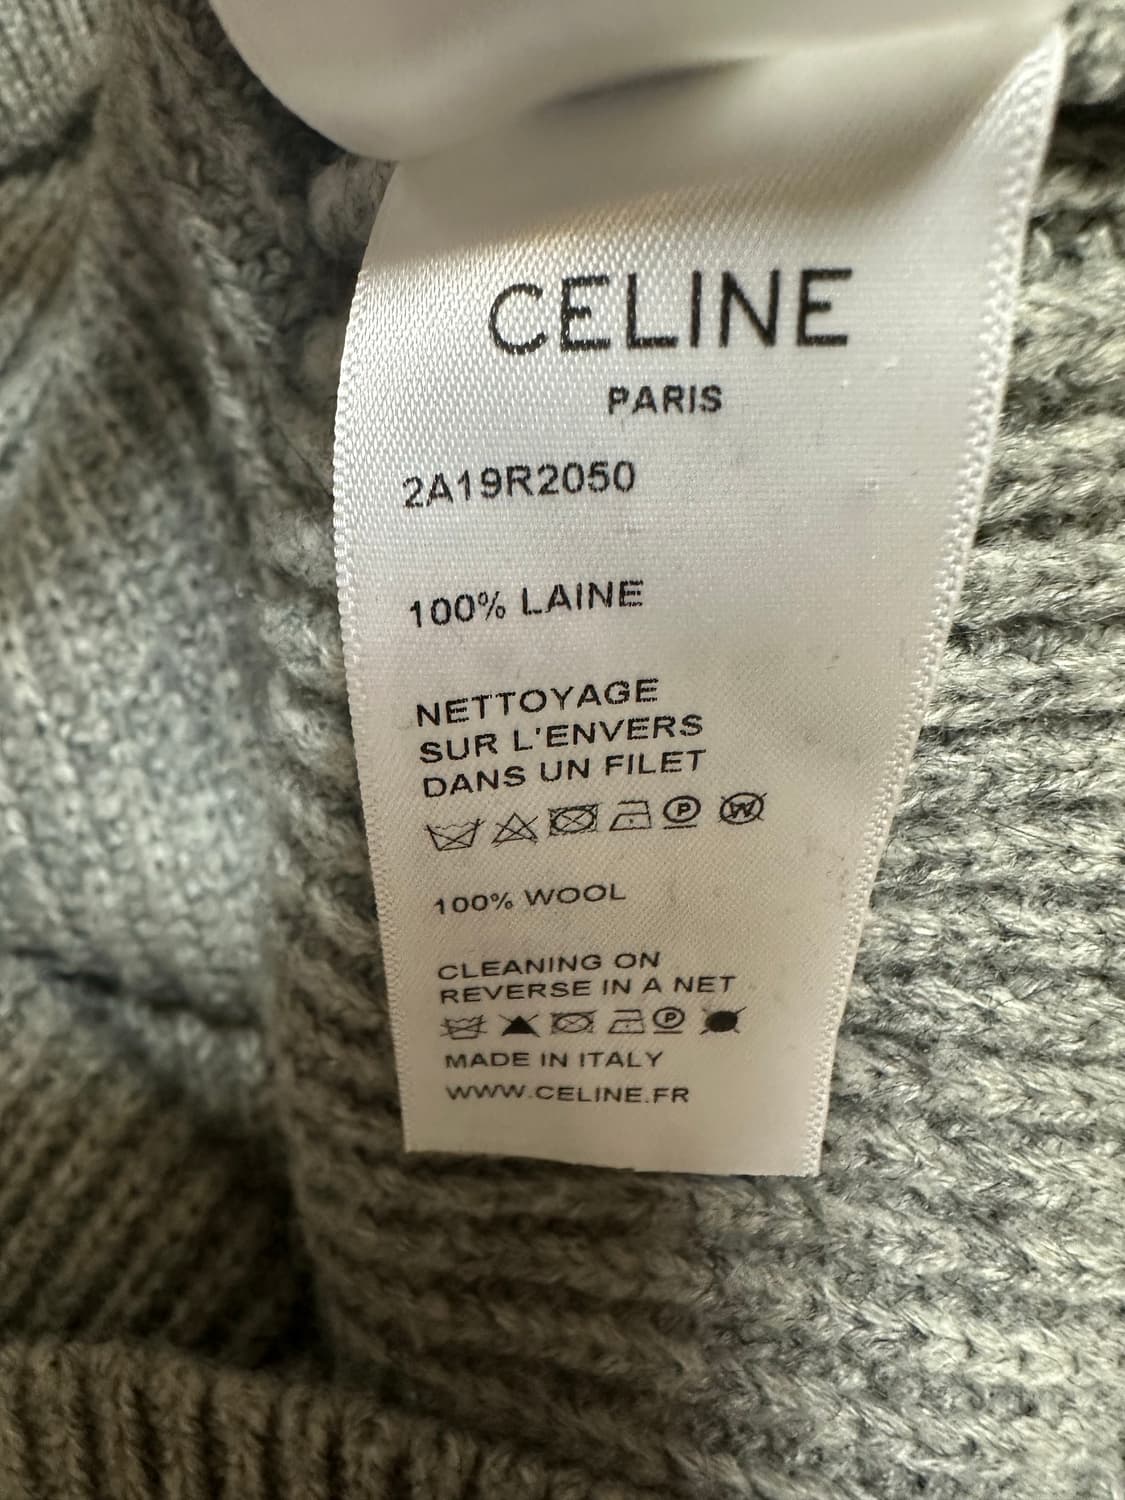 CELINE
PARIS
2A19R2050
100% LAINE
NETTOYAGE
SUR L'ENVERS
DANS UN FILET
P W
100% WOOL
CLEANING ON
REVERSE IN A NET
P
MADE IN ITALY
WWW.CELINE.FR